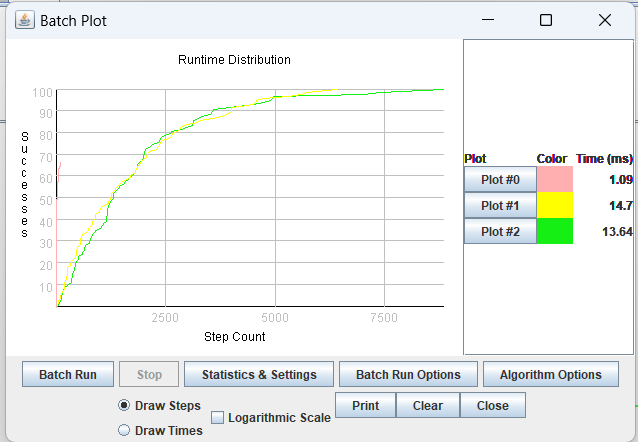 Batch Plot
Runtime Distribution
100
90
80
70
60
50
40
30
20
10
Successes
2500 5000 7500
Step Count
Plot Color Time (ms)
Plot #0 1.09
Plot #1 14.7
Plot #2 13.64
Batch Run Stop Statistics & Settings Batch Run Options Algorithm Options
Draw Steps
Draw Times
Logarithmic Scale
Print Clear Close